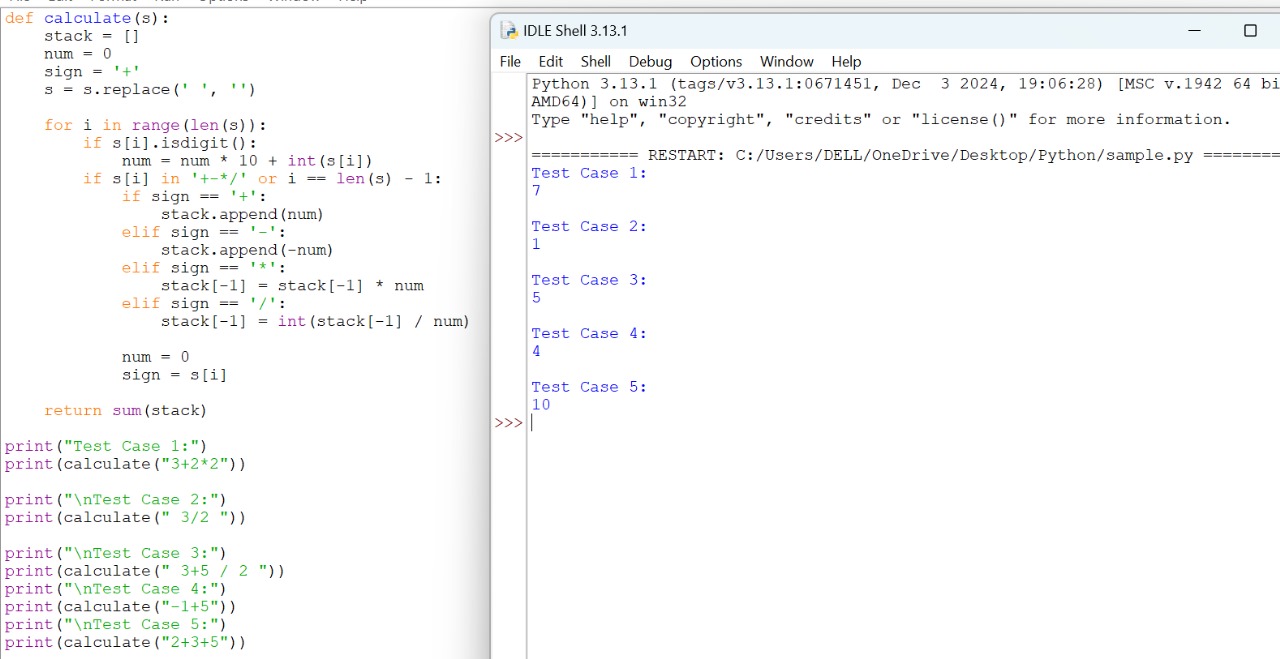 def calculate(s):
    stack = []
    num = 0
    sign = '+'
    s = s.replace(' ', '')

    for i in range(len(s)):
        if s[i].isdigit():
            num = num * 10 + int(s[i])
        if s[i] in '+-*/' or i == len(s) - 1:
            if sign == '+':
                stack.append(num)
            elif sign == '-':
                stack.append(-num)
            elif sign == '*':
                stack[-1] = stack[-1] * num
            elif sign == '/':
                stack[-1] = int(stack[-1] / num)

            num = 0
            sign = s[i]

    return sum(stack)

print("Test Case 1:")
print(calculate("3+2*2"))

print("\nTest Case 2:")
print(calculate(" 3/2 "))

print("\nTest Case 3:")
print(calculate(" 3+5 / 2 "))
print("\nTest Case 4:")
print(calculate("-1+5"))
print("\nTest Case 5:")
print(calculate("2+3+5"))
IDLE Shell 3.13.1
File Edit Shell Debug Options Window Help
Python 3.13.1 (tags/v3.13.1:0671451, Dec  3 2024, 19:06:28) [MSC v.1942 64 bi
AMD64)] on win32
Type "help", "copyright", "credits" or "license()" for more information.
>>>
=========== RESTART: C:/Users/DELL/OneDrive/Desktop/Python/sample.py ========
Test Case 1:
7

Test Case 2:
1

Test Case 3:
5

Test Case 4:
4

Test Case 5:
10
>>>